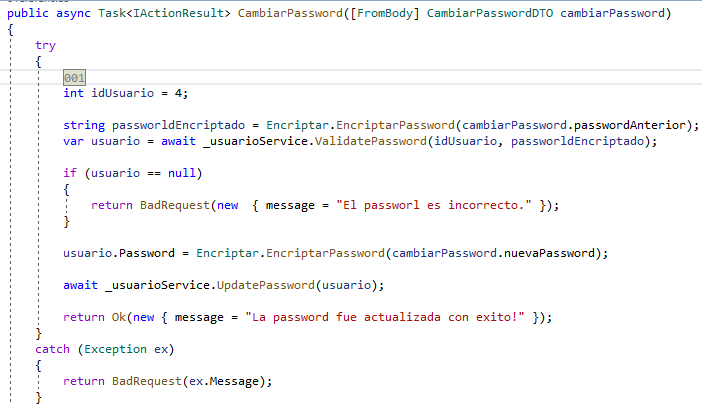 public async Task<IActionResult> CambiarPassword([FromBody] CambiarPasswordDTO cambiarPassword)
{
try
{
001
int idUsuario = 4;
string passworldEncriptado = Encriptar.EncriptarPassword(cambiarPassword.passwordAnterior);
var usuario = await _usuarioService.ValidatePassword(idUsuario, passworldEncriptado);
if (usuario == null)
{
return BadRequest(new  { message = "El passworl es incorrecto." });
}
usuario.Password = Encriptar.EncriptarPassword(cambiarPassword.nuevaPassword);
await _usuarioService.UpdatePassword(usuario);
return Ok(new { message = "La password fue actualizada con exito!" });
}
catch (Exception ex)
{
return BadRequest(ex.Message);
}